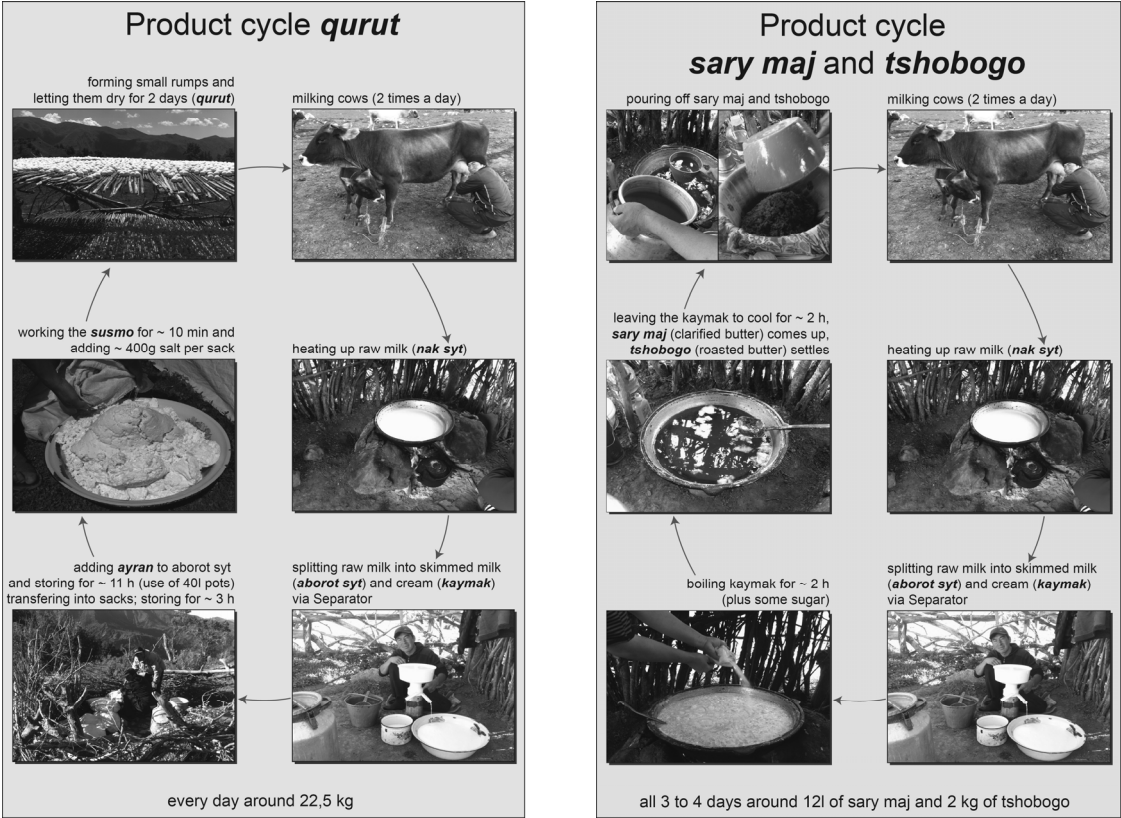 Product cycle qurut
forming small rumps and
letting them dry for 2 days (qurut)
milking cows (2 times a day)
working the susmo for ~ 10 min and
adding ~ 400g salt per sack
heating up raw milk (nak syt)
adding ayran to aborot syt
and storing for ~ 11 h (use of 40l pots)
transfering into sacks; storing for ~ 3 h
splitting raw milk into skimmed milk
(aborot syt) and cream (kaymak)
via Separator
every day around 22,5 kg
Product cycle
sary maj and tshobogo
pouring off sary maj and tshobogo
milking cows (2 times a day)
leaving the kaymak to cool for ~ 2 h,
sary maj (clarified butter) comes up,
tshobogo (roasted butter) settles
heating up raw milk (nak syt)
boiling kaymak for ~ 2 h
(plus some sugar)
splitting raw milk into skimmed milk
(aborot syt) and cream (kaymak)
via Separator
all 3 to 4 days around 12l of sary maj and 2 kg of tshobogo